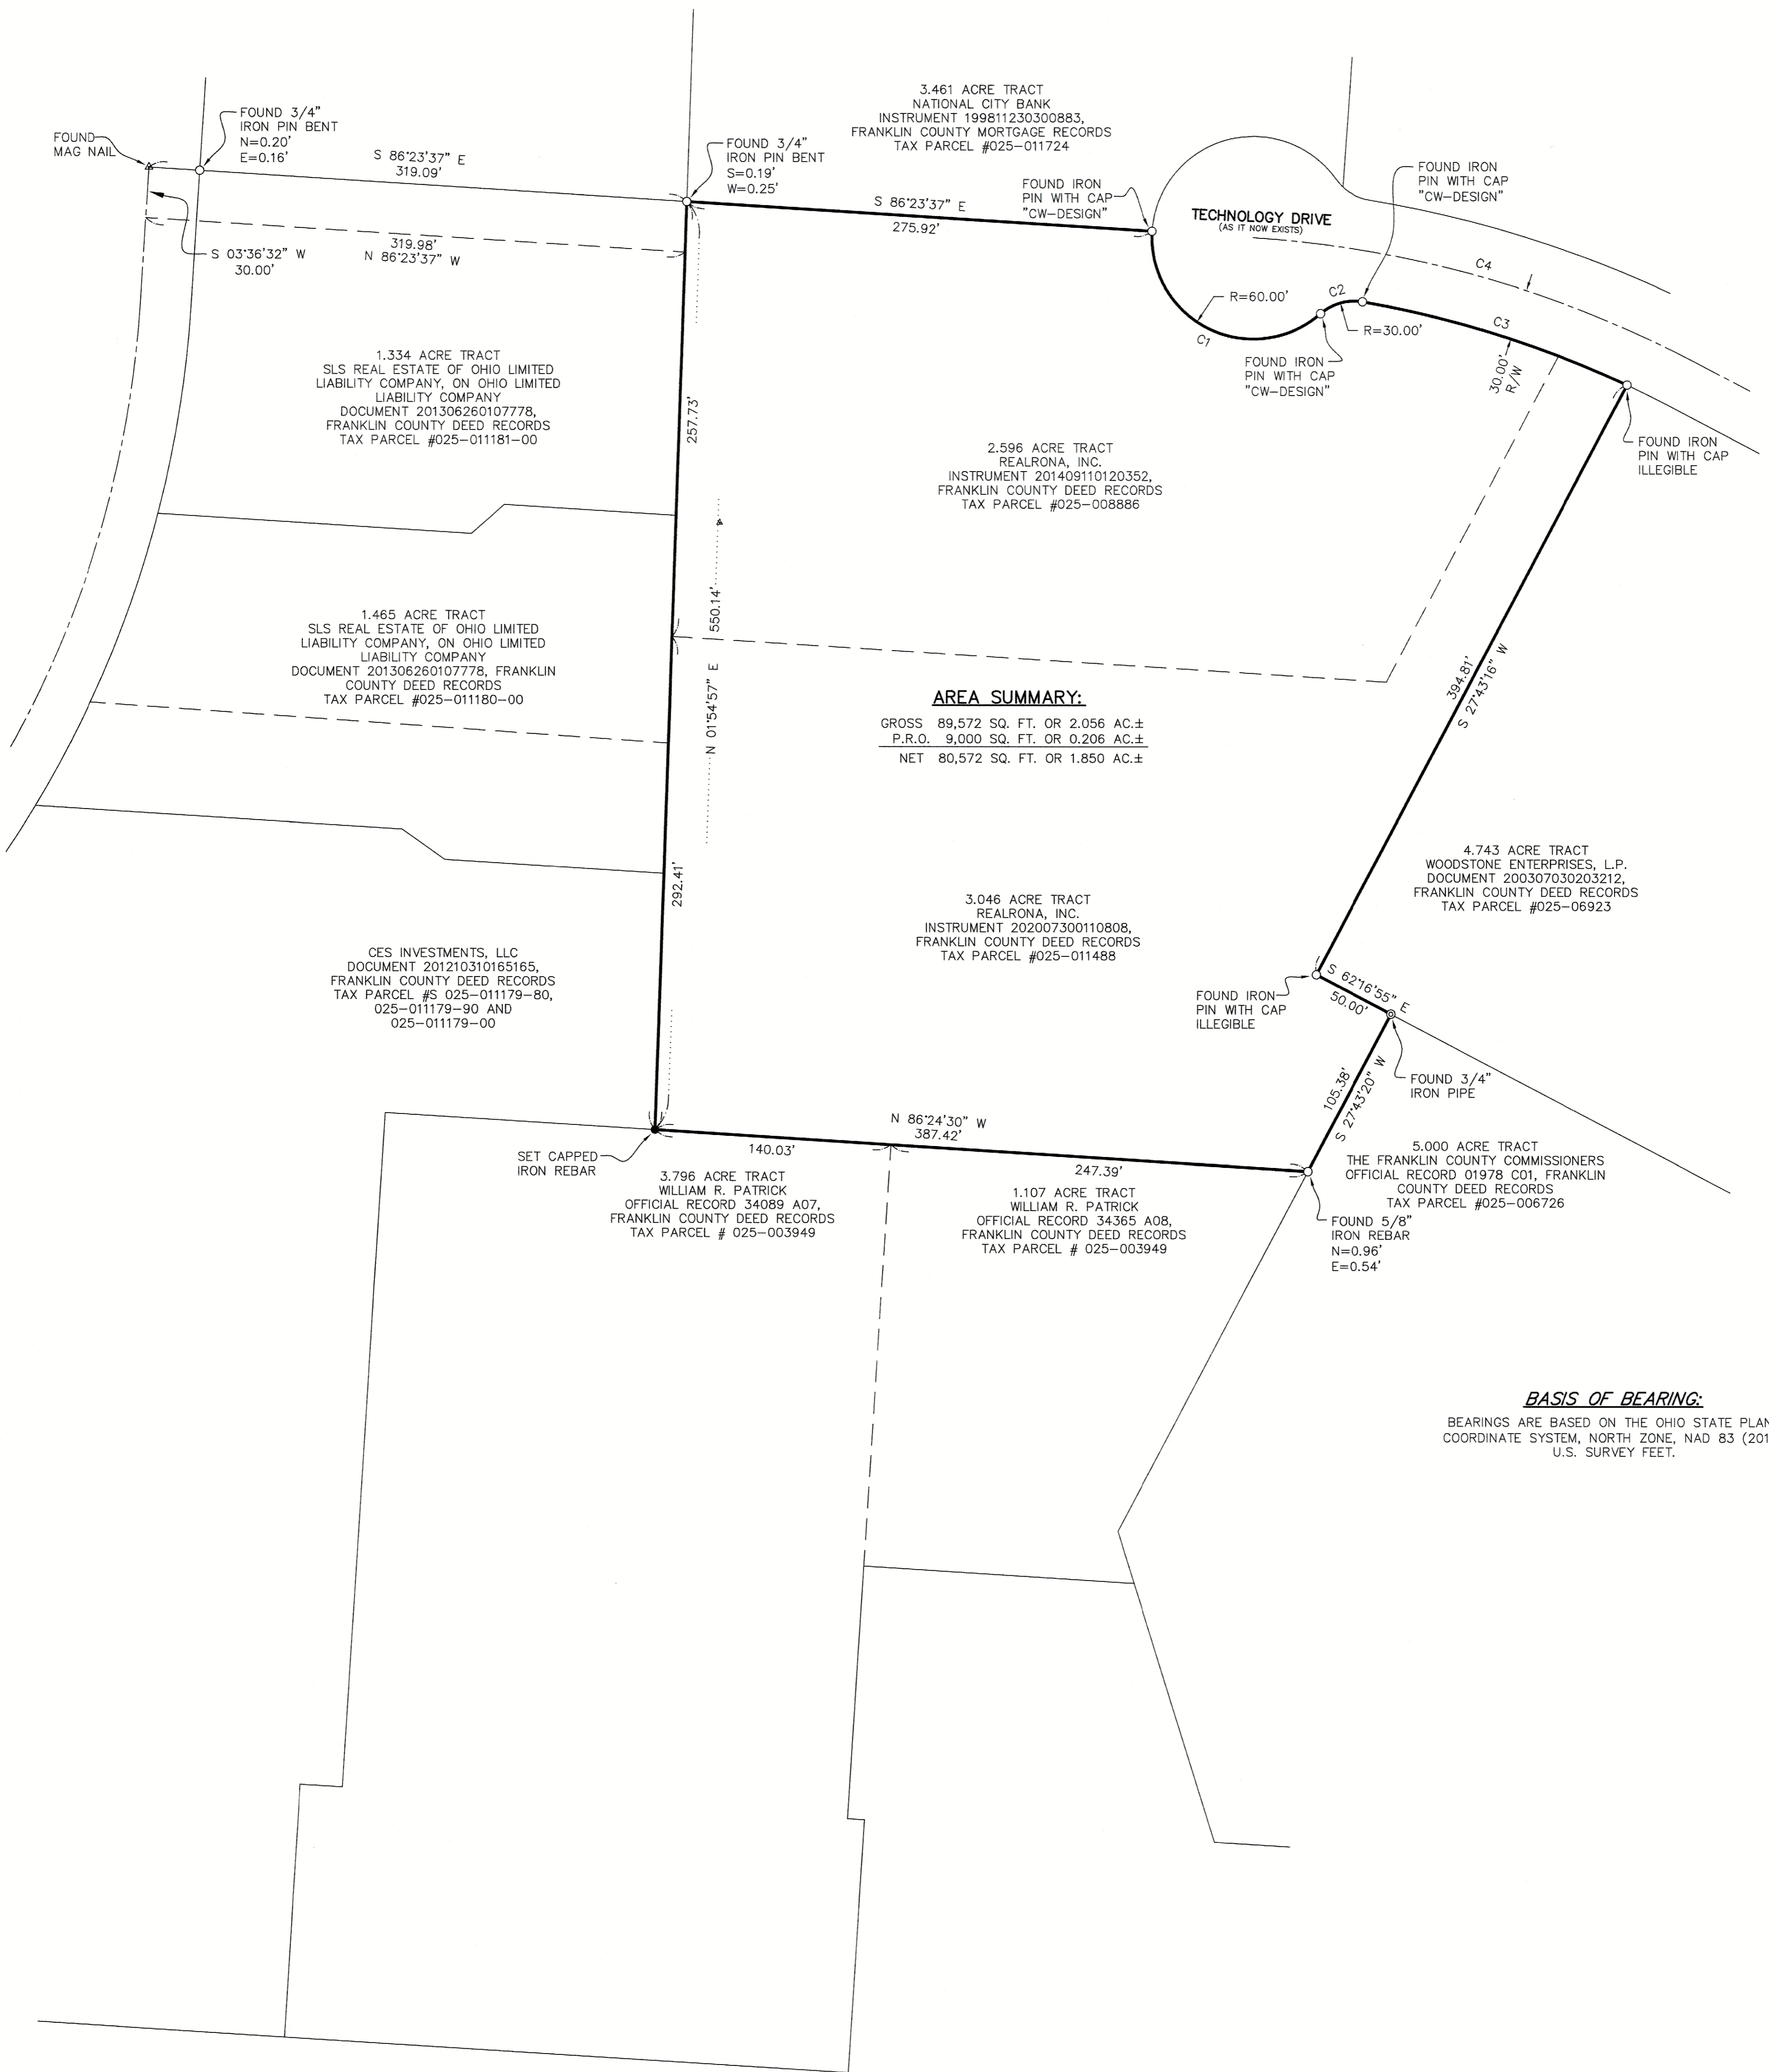 3.461 ACRE TRACT
NATIONAL CITY BANK
INSTRUMENT 199811230300883,
FRANKLIN COUNTY MORTGAGE RECORDS
TAX PARCEL #025-011724
FOUND
MAG NAIL
FOUND 3/4"
IRON PIN BENT
N=0.20'
E=0.16'
S 86°23'37" E
319.09'
FOUND 3/4"
IRON PIN BENT
S=0.19'
W=0.25'
S 86°23'37" E
275.92'
FOUND IRON
PIN WITH CAP
"CW-DESIGN"
TECHNOLOGY DRIVE
(AS IT NOW EXISTS)
FOUND IRON
PIN WITH CAP
"CW-DESIGN"
S 03°36'32" W
30.00'
319.98'
N 86°23'37" W
R=60.00'
C1
C2
R=30.00'
C4
C3
30.00'
R/W
FOUND IRON
PIN WITH CAP
"CW-DESIGN"
FOUND IRON
PIN WITH CAP
ILLEGIBLE
1.334 ACRE TRACT
SLS REAL ESTATE OF OHIO LIMITED
LIABILITY COMPANY, ON OHIO LIMITED
LIABILITY COMPANY
DOCUMENT 201306260107778,
FRANKLIN COUNTY DEED RECORDS
TAX PARCEL #025-011181-00
257.73'
2.596 ACRE TRACT
REALRONA, INC.
INSTRUMENT 201409110120352,
FRANKLIN COUNTY DEED RECORDS
TAX PARCEL #025-008886
1.465 ACRE TRACT
SLS REAL ESTATE OF OHIO LIMITED
LIABILITY COMPANY, ON OHIO LIMITED
LIABILITY COMPANY
DOCUMENT 201306260107778, FRANKLIN
COUNTY DEED RECORDS
TAX PARCEL #025-011180-00
N 01°54'57" E 550.14'
394.81'
S 27°43'16" W
AREA SUMMARY:
GROSS 89,572 SQ. FT. OR 2.056 AC.±
P.R.O. 9,000 SQ. FT. OR 0.206 AC.±
NET 80,572 SQ. FT. OR 1.850 AC.±
292.41'
3.046 ACRE TRACT
REALRONA, INC.
INSTRUMENT 202007300110808,
FRANKLIN COUNTY DEED RECORDS
TAX PARCEL #025-011488
4.743 ACRE TRACT
WOODSTONE ENTERPRISES, L.P.
DOCUMENT 200307030203212,
FRANKLIN COUNTY DEED RECORDS
TAX PARCEL #025-06923
CES INVESTMENTS, LLC
DOCUMENT 201210310165165,
FRANKLIN COUNTY DEED RECORDS
TAX PARCEL #S 025-011179-80,
025-011179-90 AND
025-011179-00
FOUND IRON
PIN WITH CAP
ILLEGIBLE
S 62°16'55" E
50.00'
FOUND 3/4"
IRON PIPE
105.38'
S 27°43'20" W
SET CAPPED
IRON REBAR
N 86°24'30" W
387.42'
140.03'
247.39'
3.796 ACRE TRACT
WILLIAM R. PATRICK
OFFICIAL RECORD 34089 A07,
FRANKLIN COUNTY DEED RECORDS
TAX PARCEL # 025-003949
1.107 ACRE TRACT
WILLIAM R. PATRICK
OFFICIAL RECORD 34365 A08,
FRANKLIN COUNTY DEED RECORDS
TAX PARCEL # 025-003949
5.000 ACRE TRACT
THE FRANKLIN COUNTY COMMISSIONERS
OFFICIAL RECORD 01978 C01, FRANKLIN
COUNTY DEED RECORDS
TAX PARCEL #025-006726
FOUND 5/8"
IRON REBAR
N=0.96'
E=0.54'
BASIS OF BEARING:
BEARINGS ARE BASED ON THE OHIO STATE PLAN
COORDINATE SYSTEM, NORTH ZONE, NAD 83 (201
U.S. SURVEY FEET.